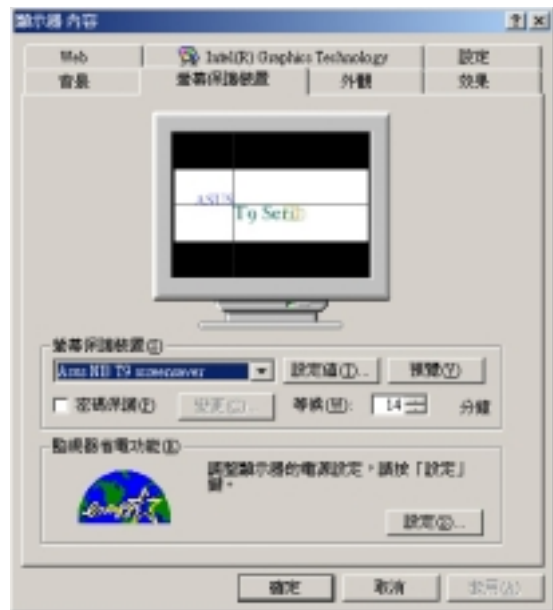 顯示器 內容
Web
Intel(R) Graphics Technology
設定
背景
螢幕保護裝置
外觀
效果
ASUS
T9 Seri
螢幕保護裝置(S)
Asus NB T9 screensaver
設定值(T)...
預覽(V)
密碼保護(P)
變更(C)...
等候(W):
14
分鐘
監視器省電功能(E)
調整顯示器的電源設定，請按「設定」
鍵。
設定(O)...
確定
取消
套用(A)